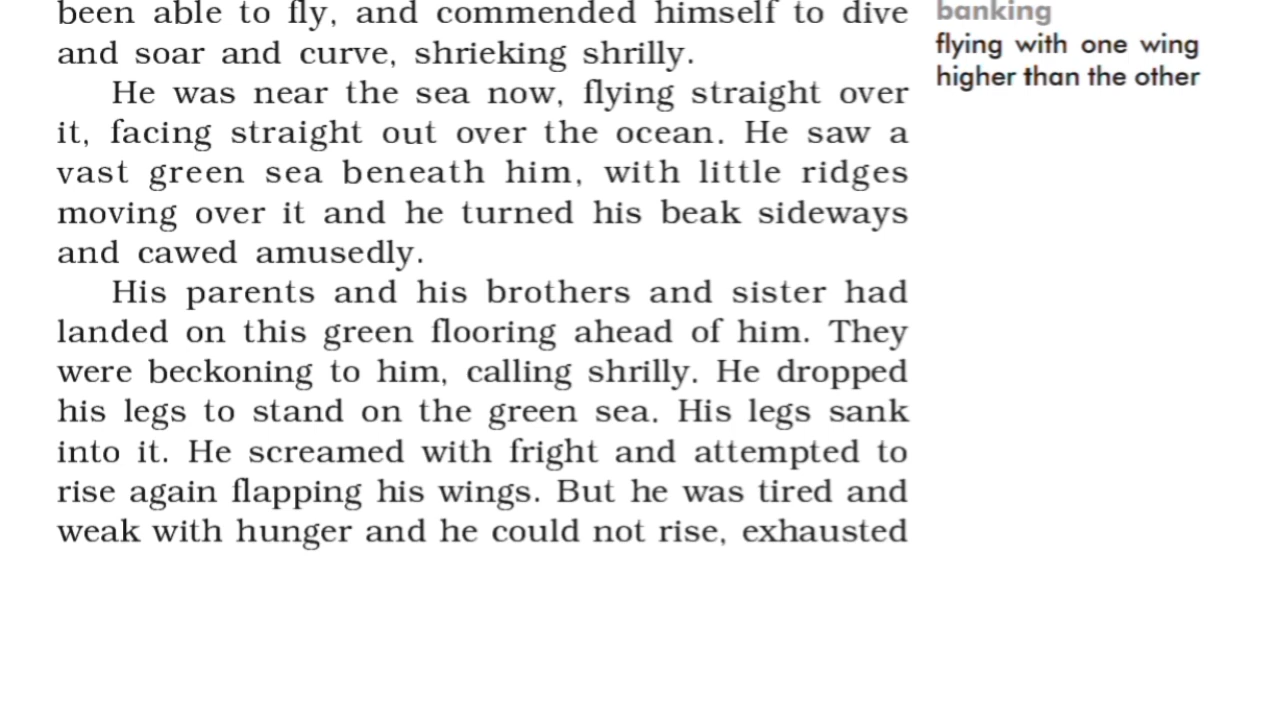 been able to fly, and commended himself to dive
and soar and curve, shrieking shrilly.
He was near the sea now, flying straight over
it, facing straight out over the ocean. He saw a
vast green sea beneath him, with little ridges
moving over it and he turned his beak sideways
and cawed amusedly.
His parents and his brothers and sister had
landed on this green flooring ahead of him. They
were beckoning to him, calling shrilly. He dropped
his legs to stand on the green sea. His legs sank
into it. He screamed with fright and attempted to
rise again flapping his wings. But he was tired and
weak with hunger and he could not rise, exhausted
banking
flying with one wing
higher than the other